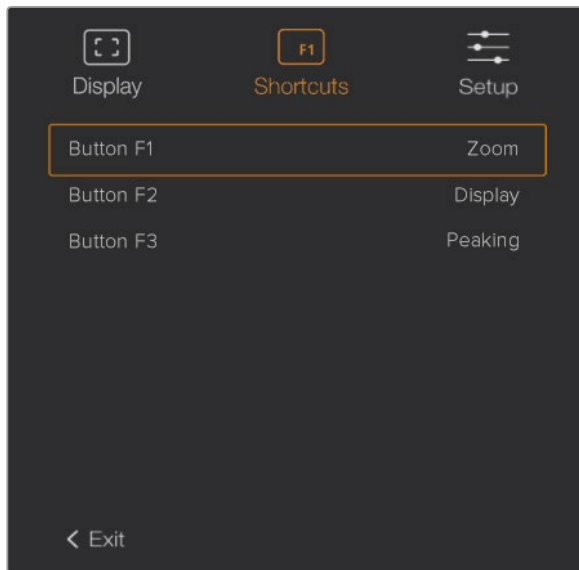 F1
Display Shortcuts Setup
Button F1 Zoom
Button F2 Display
Button F3 Peaking
< Exit